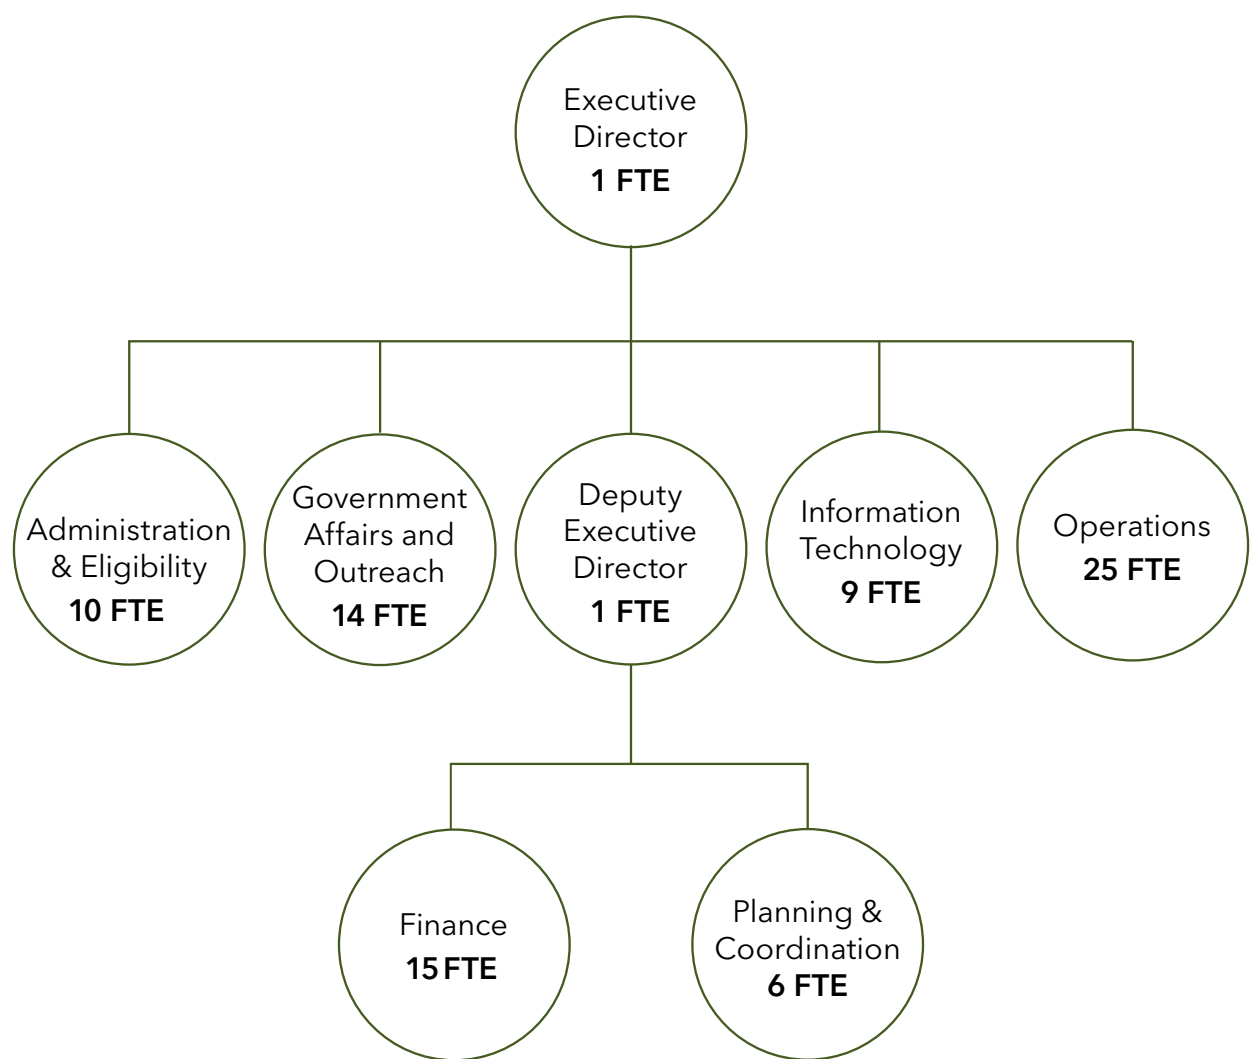 Executive
Director
1 FTE
Administration
& Eligibility
10 FTE
Government
Affairs and
Outreach
14 FTE
Deputy
Executive
Director
1 FTE
Information
Technology
9 FTE
Operations
25 FTE
Finance
15 FTE
Planning &
Coordination
6 FTE